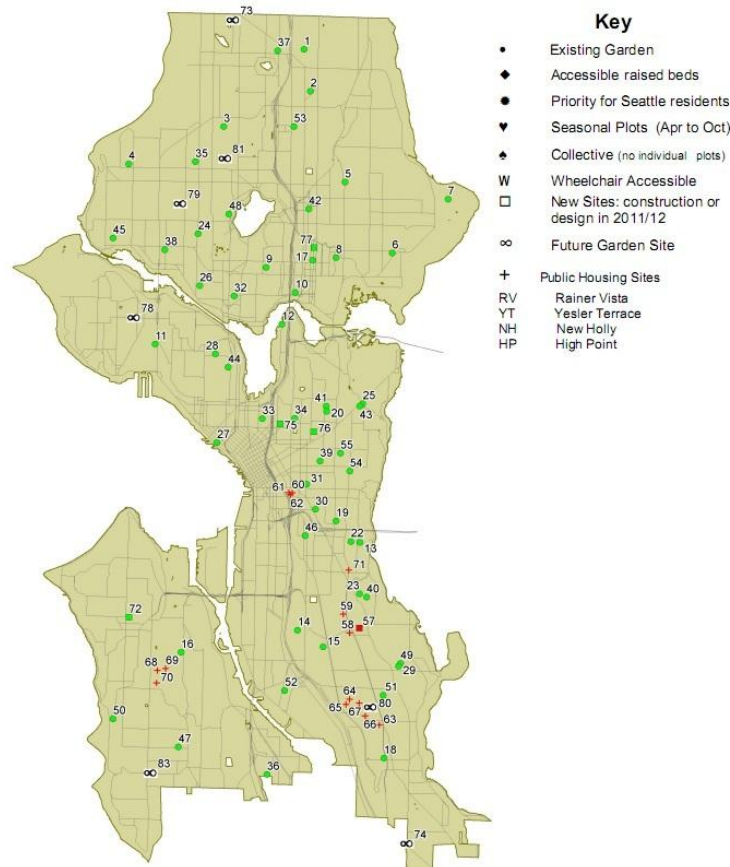 Key
Existing Garden
Accessible raised beds
Priority for Seattle residents
Seasonal Plots (Apr to Oct)
Collective (no individual plots)
W Wheelchair Accessible
New Sites: construction or
design in 2011/12
∞ Future Garden Site
+ Public Housing Sites
RV Rainer Vista
YT Yesler Terrace
NH New Holly
HP High Point
73
37 1
2
3 53
81
4 35
5
7
79
48 42
24
45
38 77
17 8 6
9
26
32 10
78
12
11
28
44
25
41
33 34 20 43
75 76
27
55
39
54
31
61 60
62 30
19
46
22
13
71
23 40
59
72 58 57
14
15
16
68 69
70
49
29
52 51
64
65 67 80
66 63
50
47
18
83 36
74